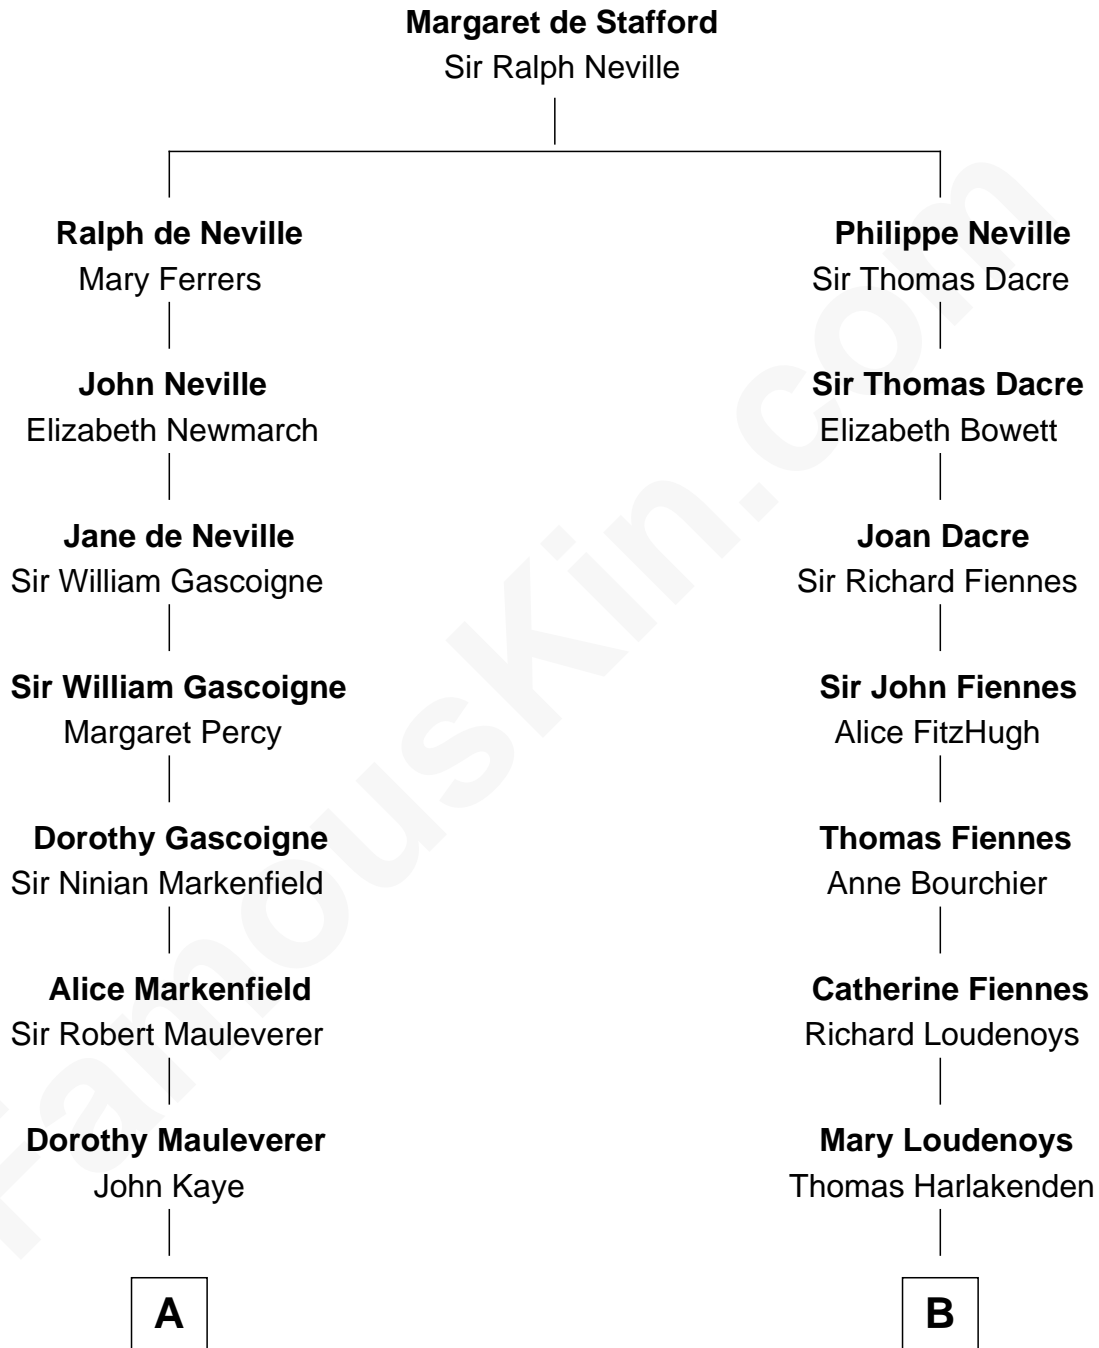 Margaret de Stafford
Sir Ralph Neville
Ralph de Neville
Mary Ferrers
John Neville
Elizabeth Newmarch
Jane de Neville
Sir William Gascoigne
Sir William Gascoigne
Margaret Percy
Dorothy Gascoigne
Sir Ninian Markenfield
Alice Markenfield
Sir Robert Mauleverer
Dorothy Mauleverer
John Kaye
A
Philippe Neville
Sir Thomas Dacre
Sir Thomas Dacre
Elizabeth Bowett
Joan Dacre
Sir Richard Fiennes
Sir John Fiennes
Alice FitzHugh
Thomas Fiennes
Anne Bourchier
Catherine Fiennes
Richard Loudenoys
Mary Loudenoys
Thomas Harlakenden
B
FamousKin.com